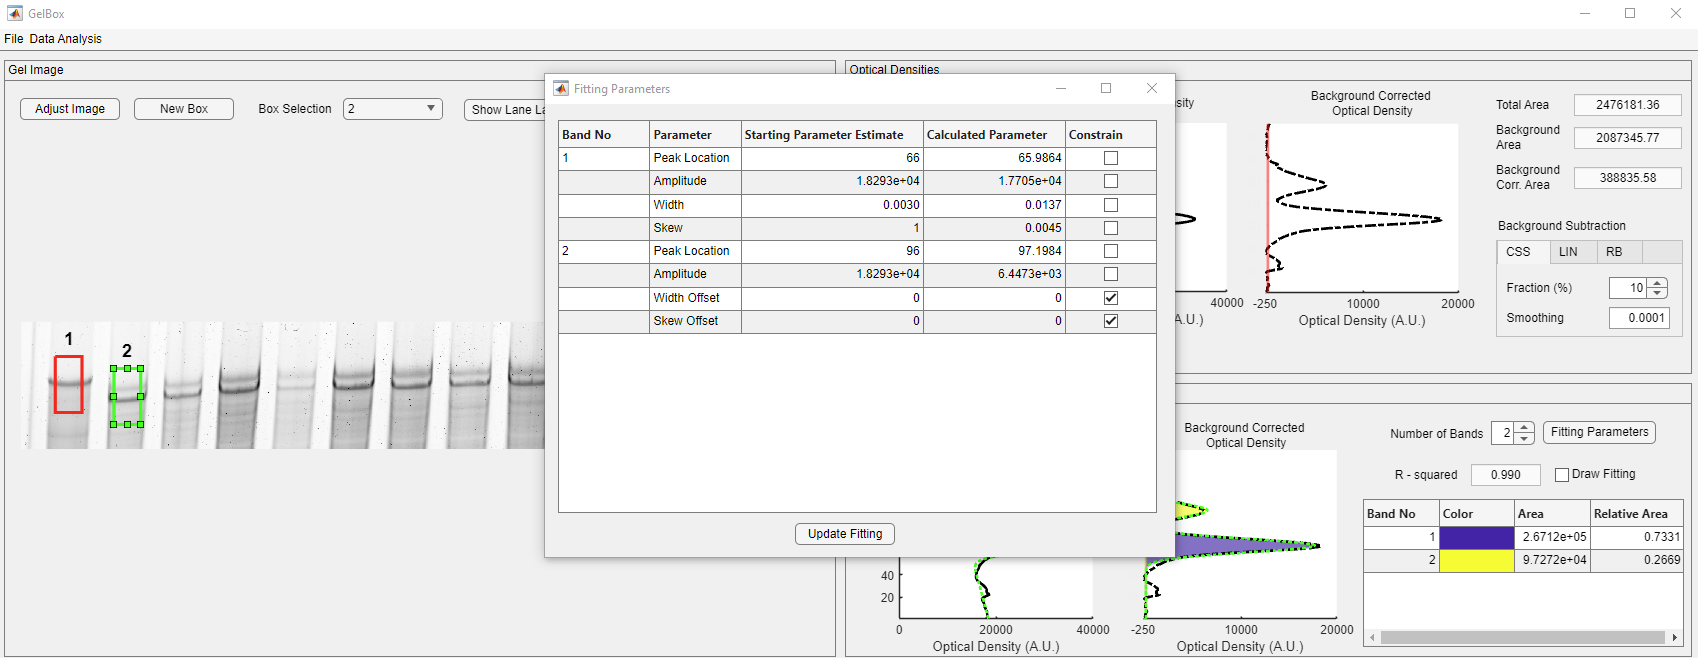 GelBox
File Data Analysis
Gel Image
Adjust Image
New Box
Box Selection
2
Show Lane La
1
2
Fitting Parameters
Band No Parameter Starting Parameter Estimate Calculated Parameter Constrain
1 Peak Location 66 65.9864
Amplitude 1.8293e+04 1.7705e+04
Width 0.0030 0.0137
Skew 1 0.0045
2 Peak Location 96 97.1984
Amplitude 1.8293e+04 6.4473e+03
Width Offset 0 0
Skew Offset 0 0
Update Fitting
Optical Densities
sity
40000
A.U.)
Background Corrected
Optical Density
-250 10000 20000
Optical Density (A.U.)
Total Area 2476181.36
Background
Area
2087345.77
Background
Corr. Area
388835.58
Background Subtraction
CSS LIN RB
Fraction (%) 10
Smoothing 0.0001
40
20
0 20000 40000
Optical Density (A.U.)
Background Corrected
Optical Density
-250 10000 20000
Optical Density (A.U.)
Number of Bands 2 Fitting Parameters
R - squared 0.990 Draw Fitting
Band No Color Area Relative Area
1 2.6712e+05 0.7331
2 9.7272e+04 0.2669